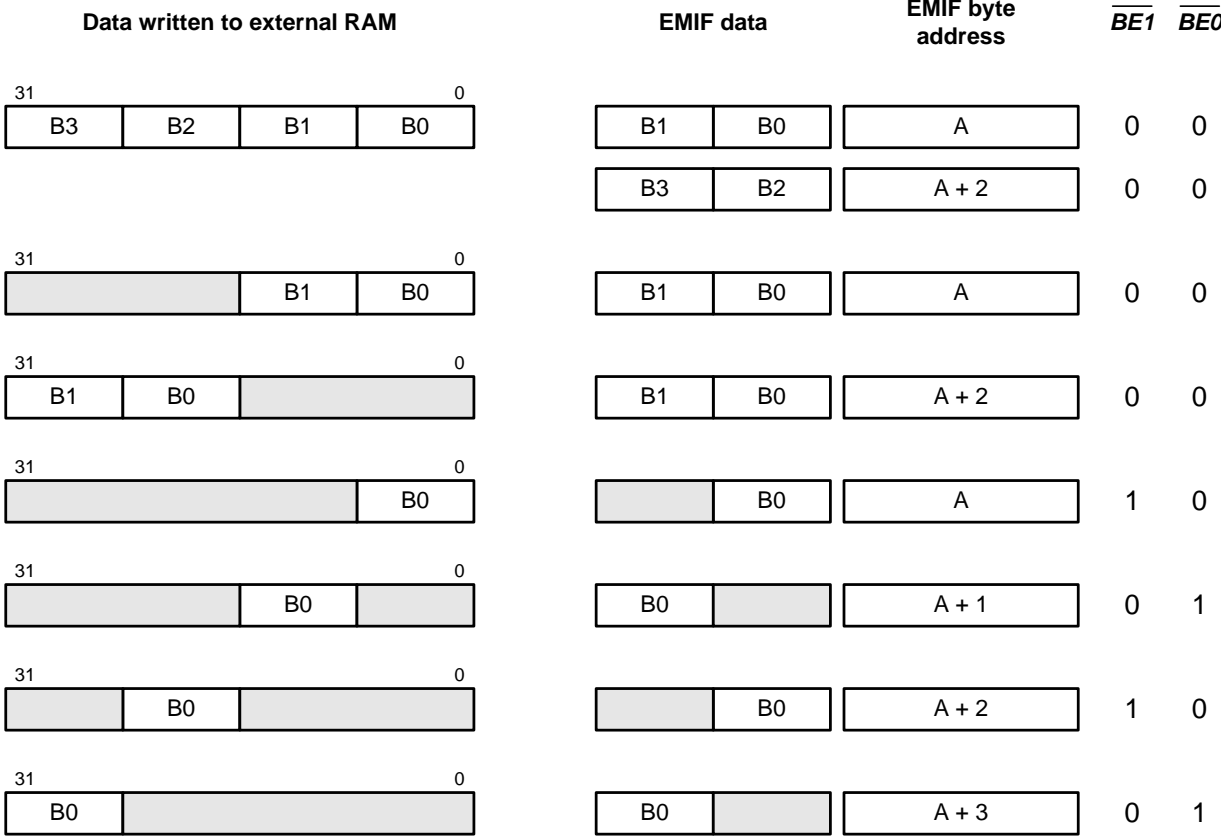 Data written to external RAM EMIF data EMIF byte address BE1 BE0
31 0
B3 B2 B1 B0 B1 B0 A 0 0
B3 B2 A + 2 0 0
31 0
B1 B0 B1 B0 A 0 0
31 0
B1 B0 B1 B0 A + 2 0 0
31 0
B0 B0 A 1 0
31 0
B0 B0 A + 1 0 1
31 0
B0 B0 A + 2 1 0
31 0
B0 B0 A + 3 0 1